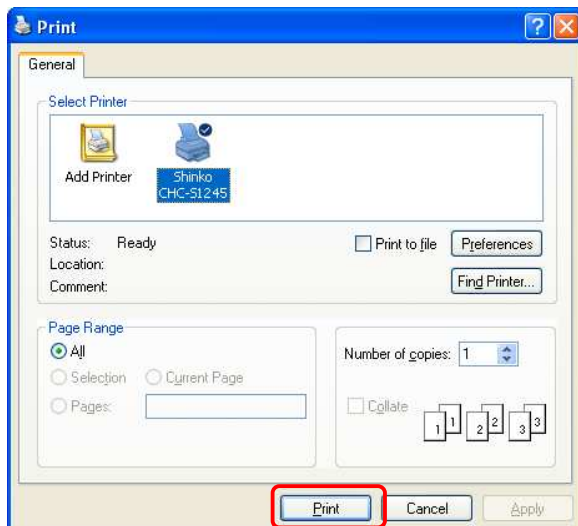 Print
General
Select Printer
Add Printer
Shinko
CHC-S1245
Status: Ready
Location:
Comment:
Print to file
Preferences
Find Printer...
Page Range
All
Selection
Current Page
Pages:
Number of copies: 1
Collate
1 1 2 2 3 3
Print
Cancel
Apply